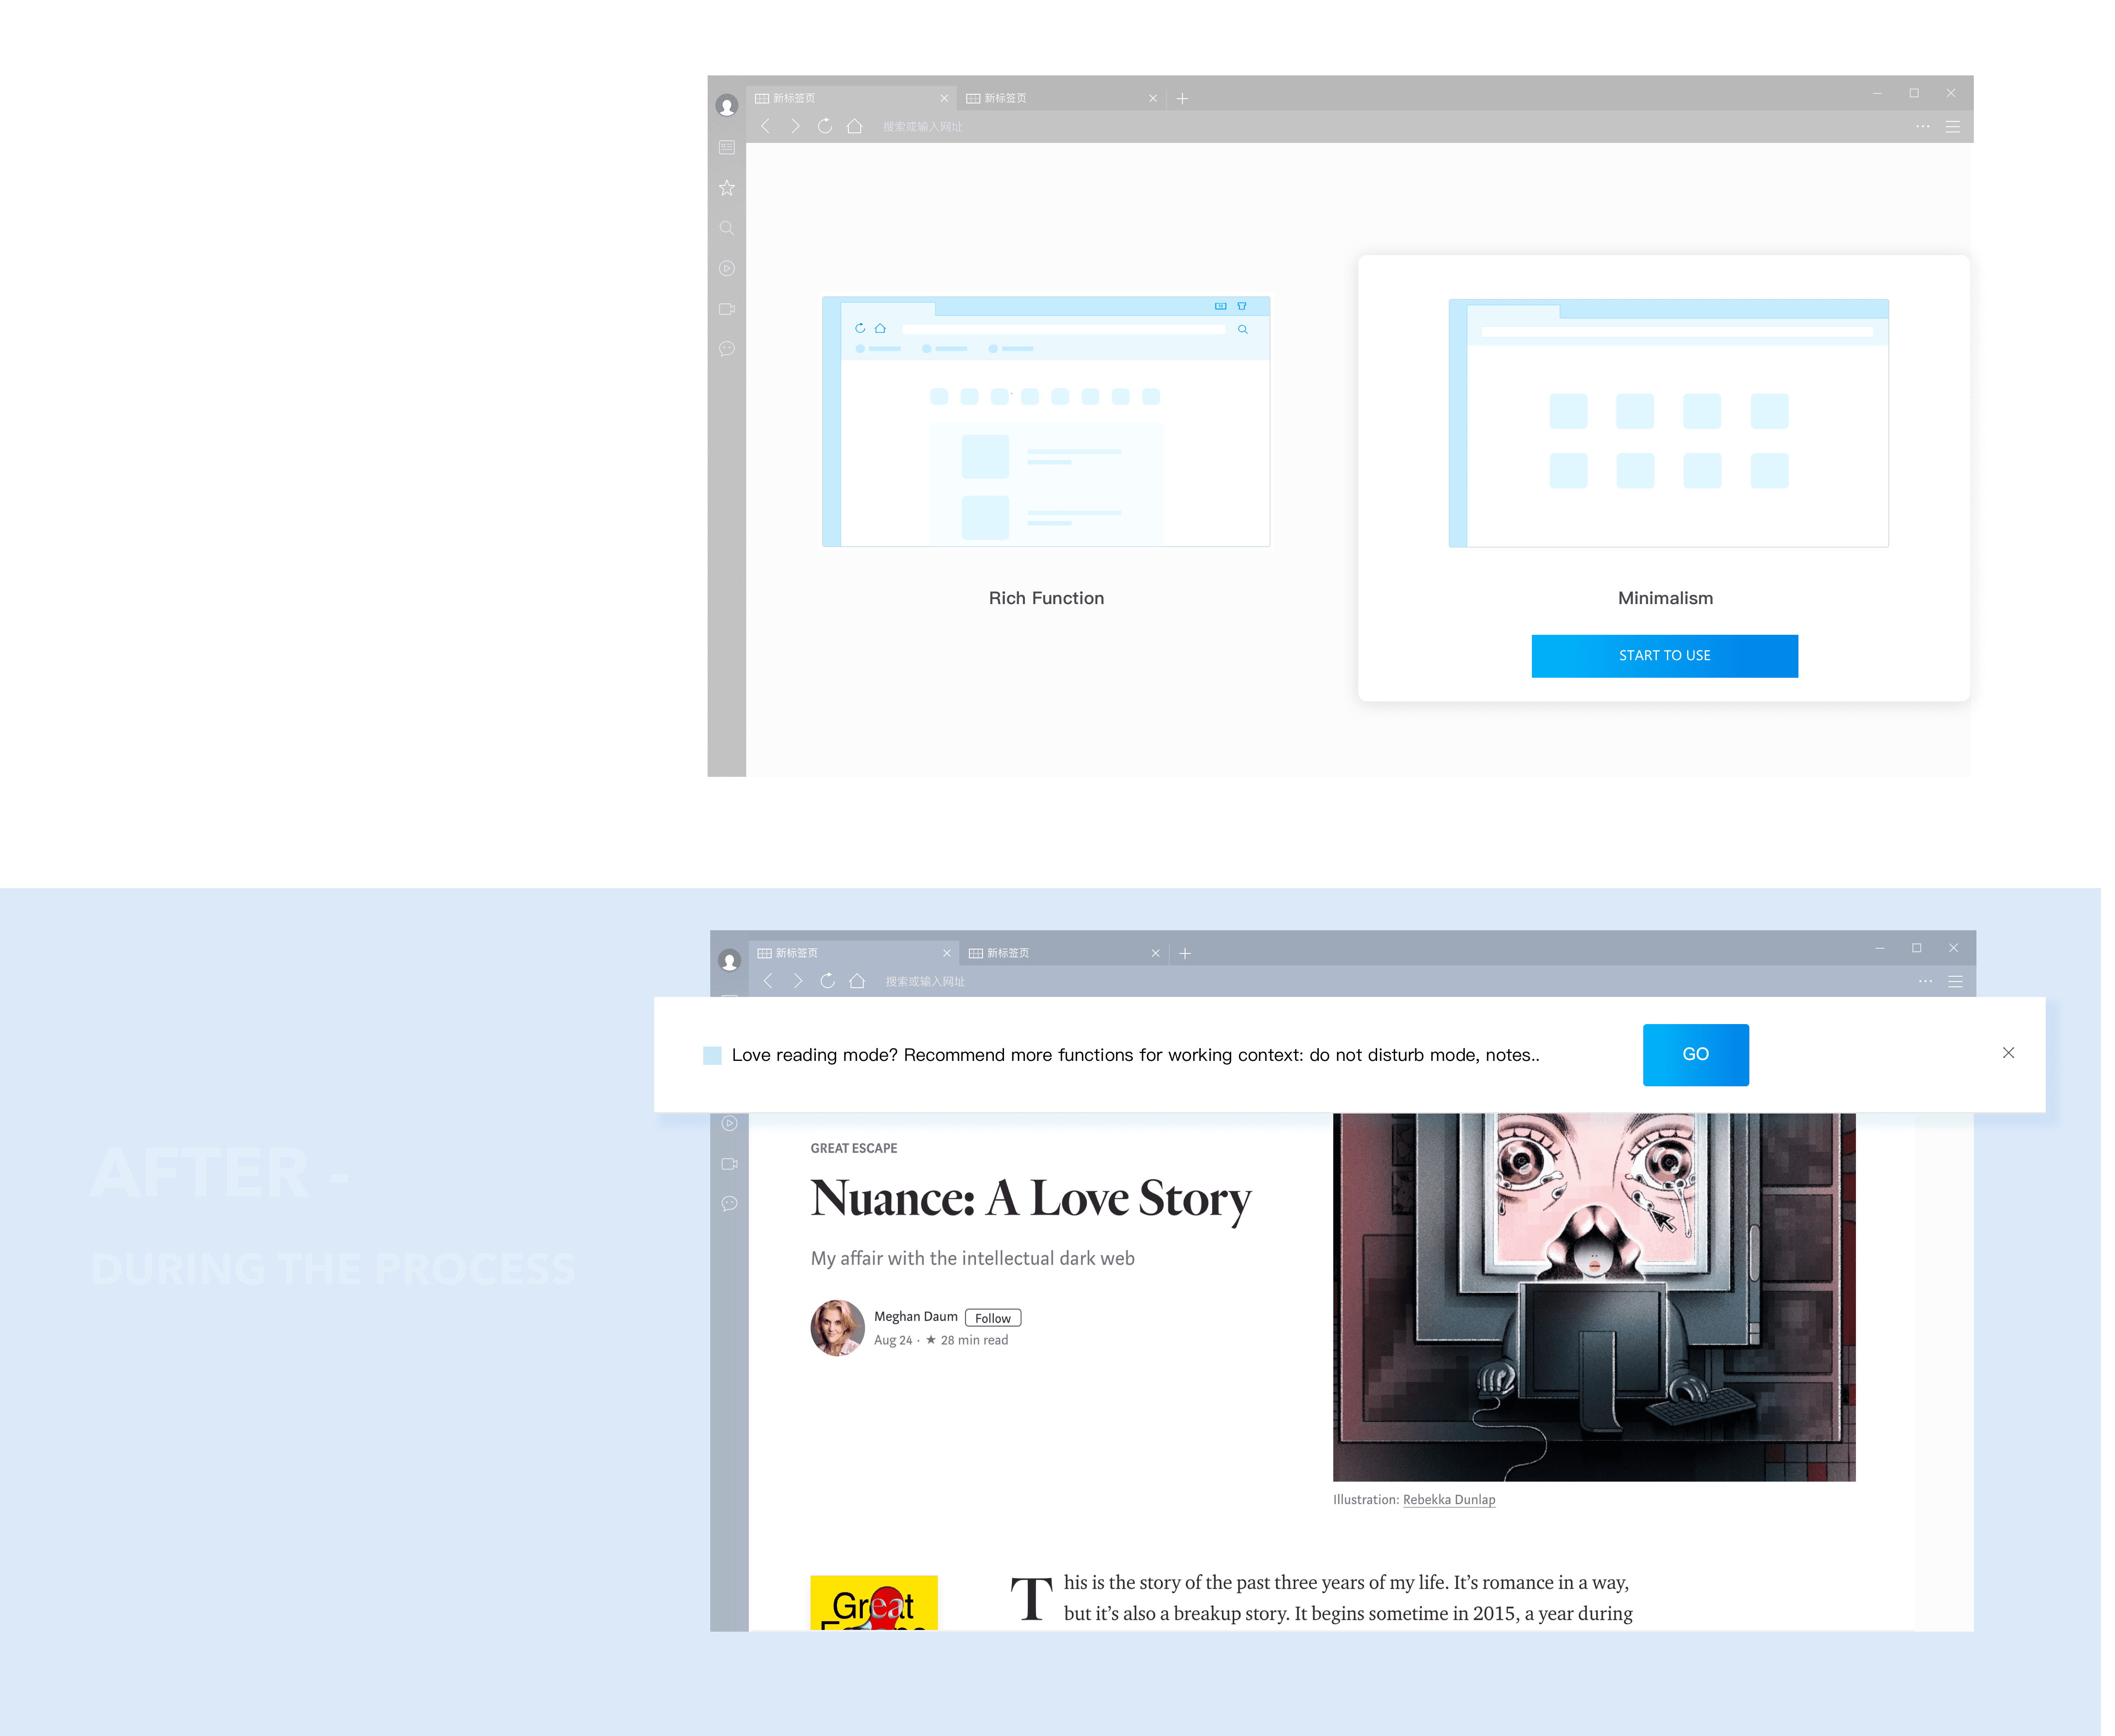 新标签页
新标签页
搜索或输入网址
Rich Function
Minimalism
START TO USE
新标签页
新标签页
搜索或输入网址
Love reading mode? Recommend more functions for working context: do not disturb mode, notes..
GO
AFTER -
DURING THE PROCESS
GREAT ESCAPE
Nuance: A Love Story
My affair with the intellectual dark web
Meghan Daum Follow
Aug 24 · ★ 28 min read
Illustration: Rebekka Dunlap
Great
This is the story of the past three years of my life. It’s romance in a way,
but it’s also a breakup story. It begins sometime in 2015, a year during